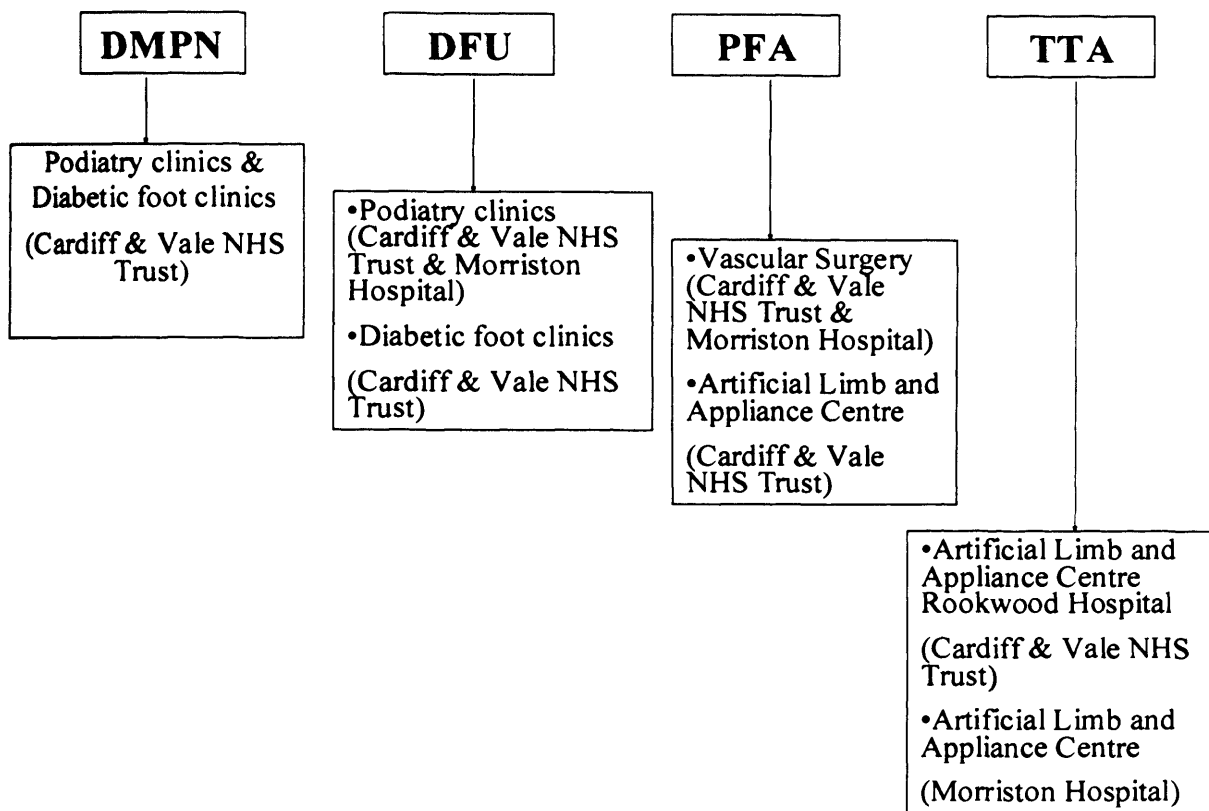 DMPN
DFU
PFA
TTA
Podiatry clinics &
Diabetic foot clinics
(Cardiff & Vale NHS
Trust)
•Podiatry clinics
(Cardiff & Vale NHS
Trust & Morriston
Hospital)
•Diabetic foot clinics
(Cardiff & Vale NHS
Trust)
•Vascular Surgery
(Cardiff & Vale
NHS Trust &
Morriston Hospital)
•Artificial Limb and
Appliance Centre
(Cardiff & Vale
NHS Trust)
•Artificial Limb and
Appliance Centre
Rookwood Hospital
(Cardiff & Vale NHS
Trust)
•Artificial Limb and
Appliance Centre
(Morriston Hospital)